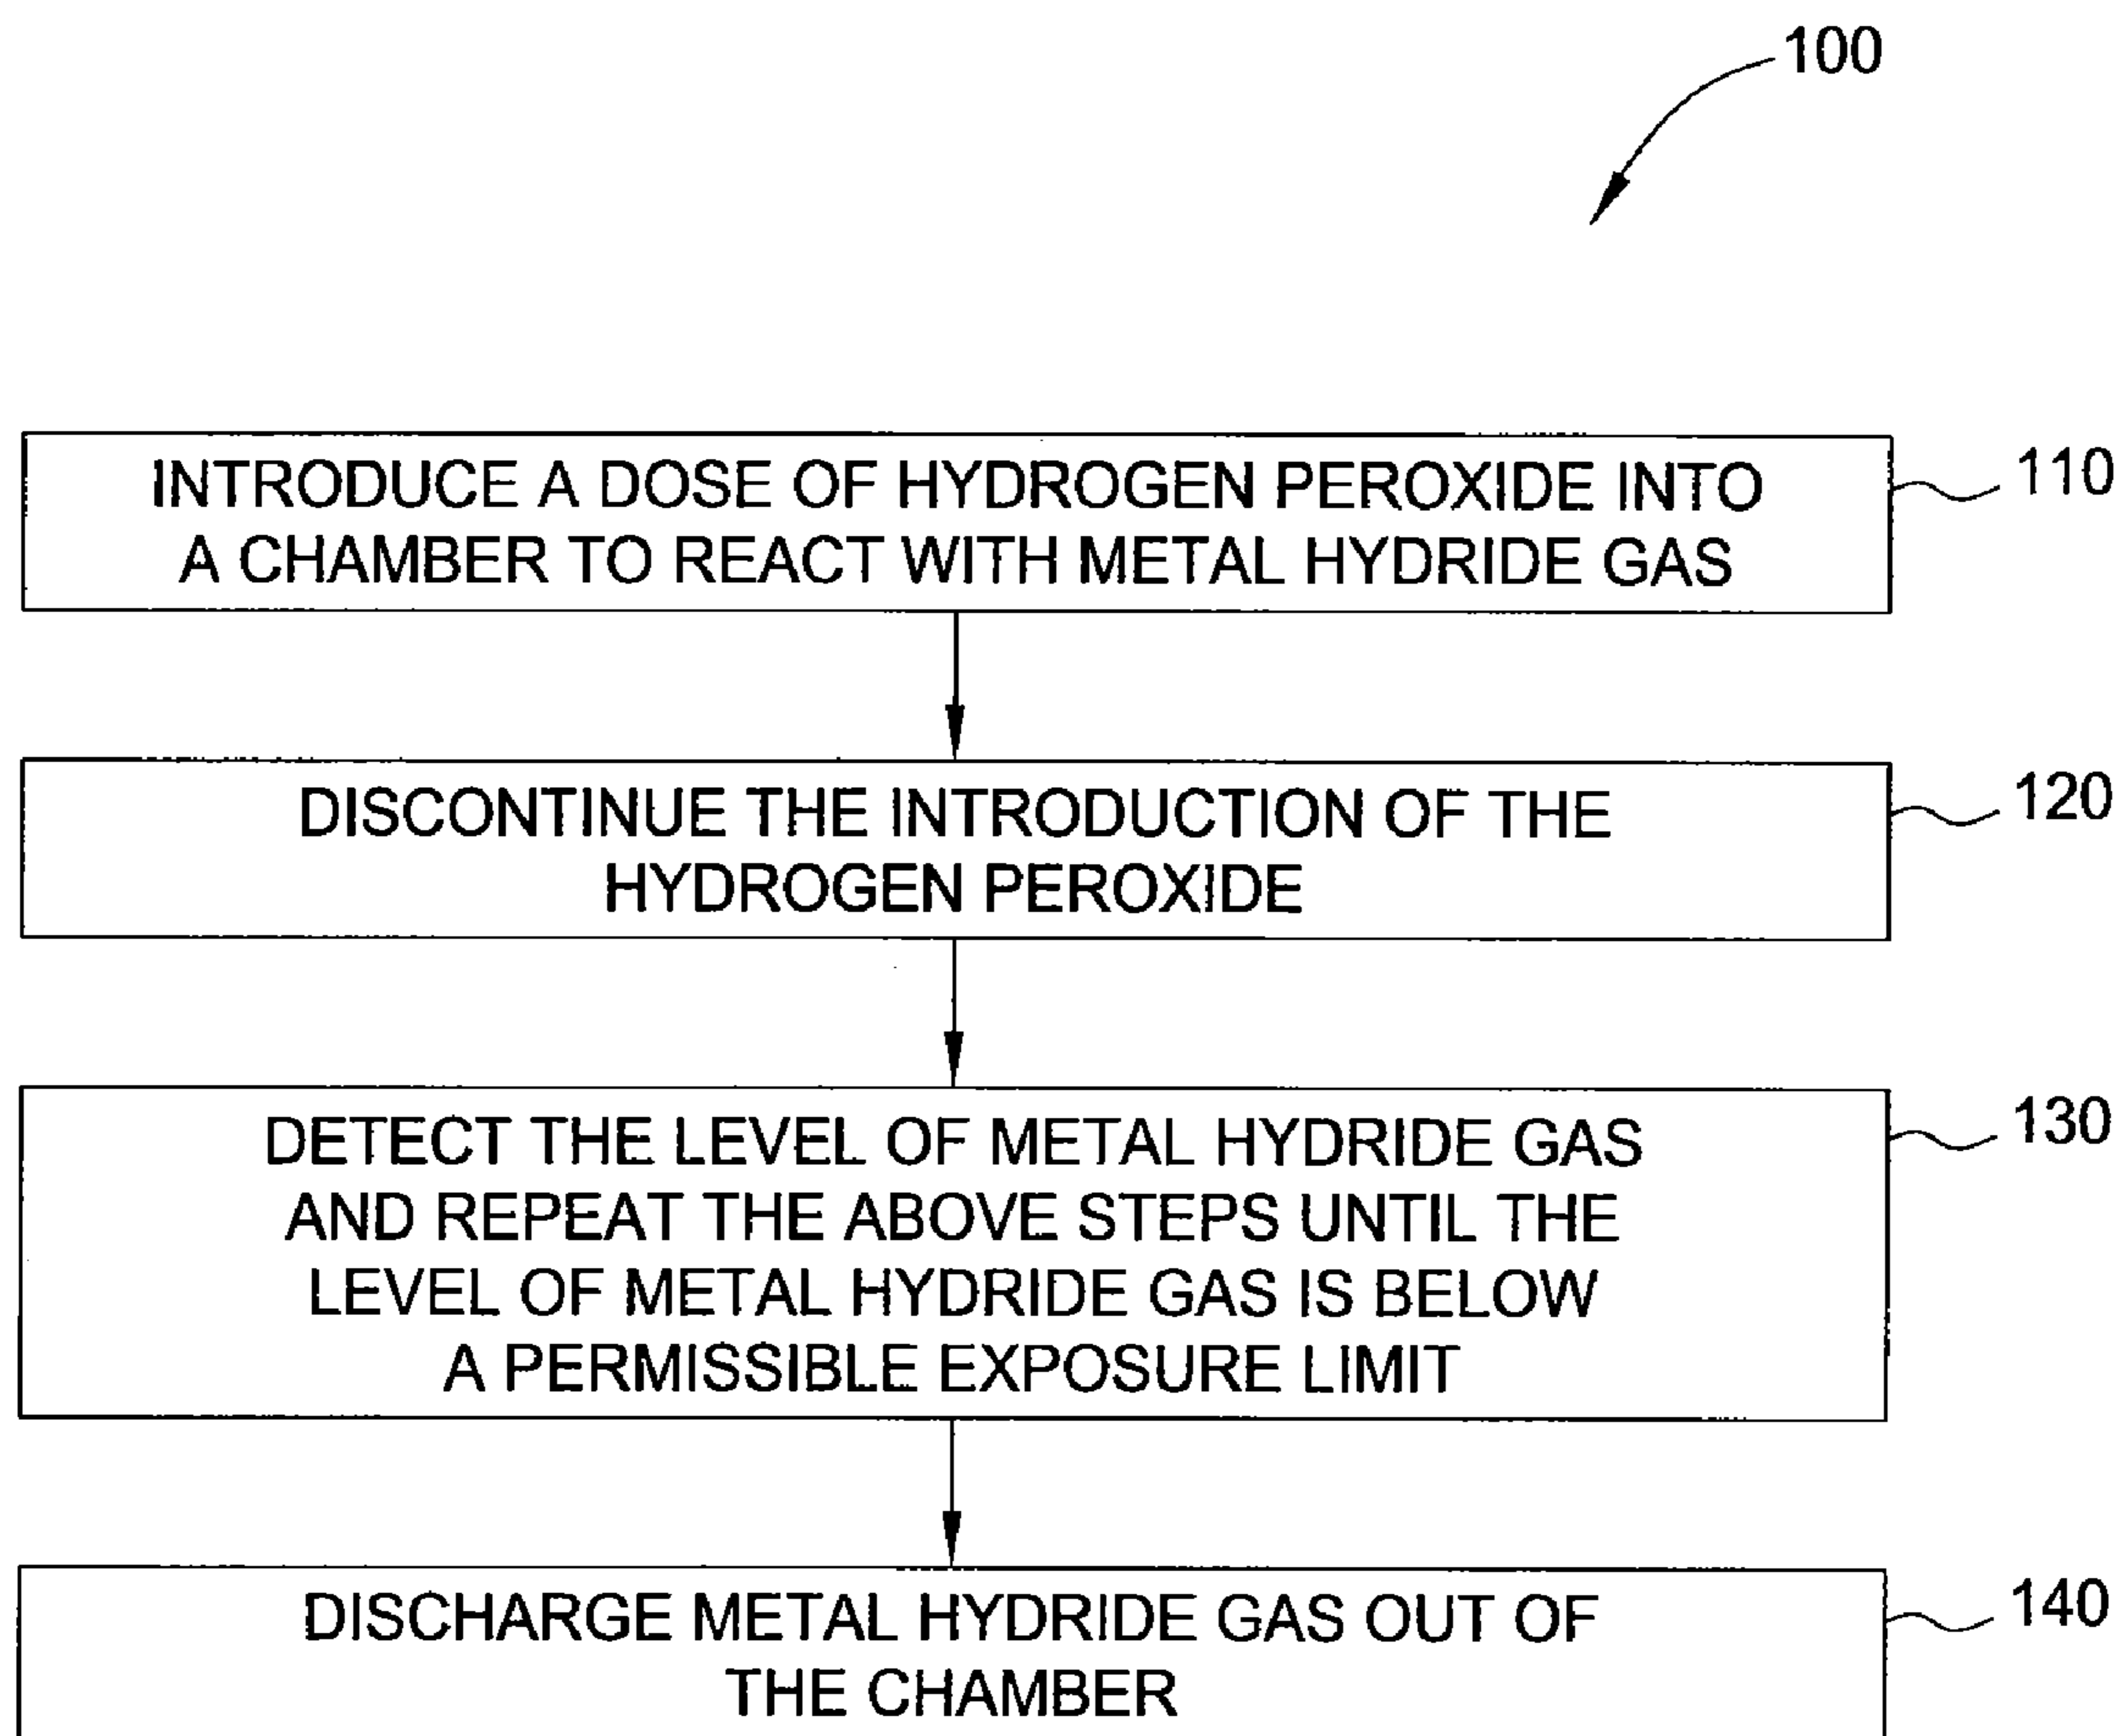 100
INTRODUCE A DOSE OF HYDROGEN PEROXIDE INTO
A CHAMBER TO REACT WITH METAL HYDRIDE GAS
110
DISCONTINUE THE INTRODUCTION OF THE
HYDROGEN PEROXIDE
120
DETECT THE LEVEL OF METAL HYDRIDE GAS
AND REPEAT THE ABOVE STEPS UNTIL THE
LEVEL OF METAL HYDRIDE GAS IS BELOW
A PERMISSIBLE EXPOSURE LIMIT
130
DISCHARGE METAL HYDRIDE GAS OUT OF
THE CHAMBER
140